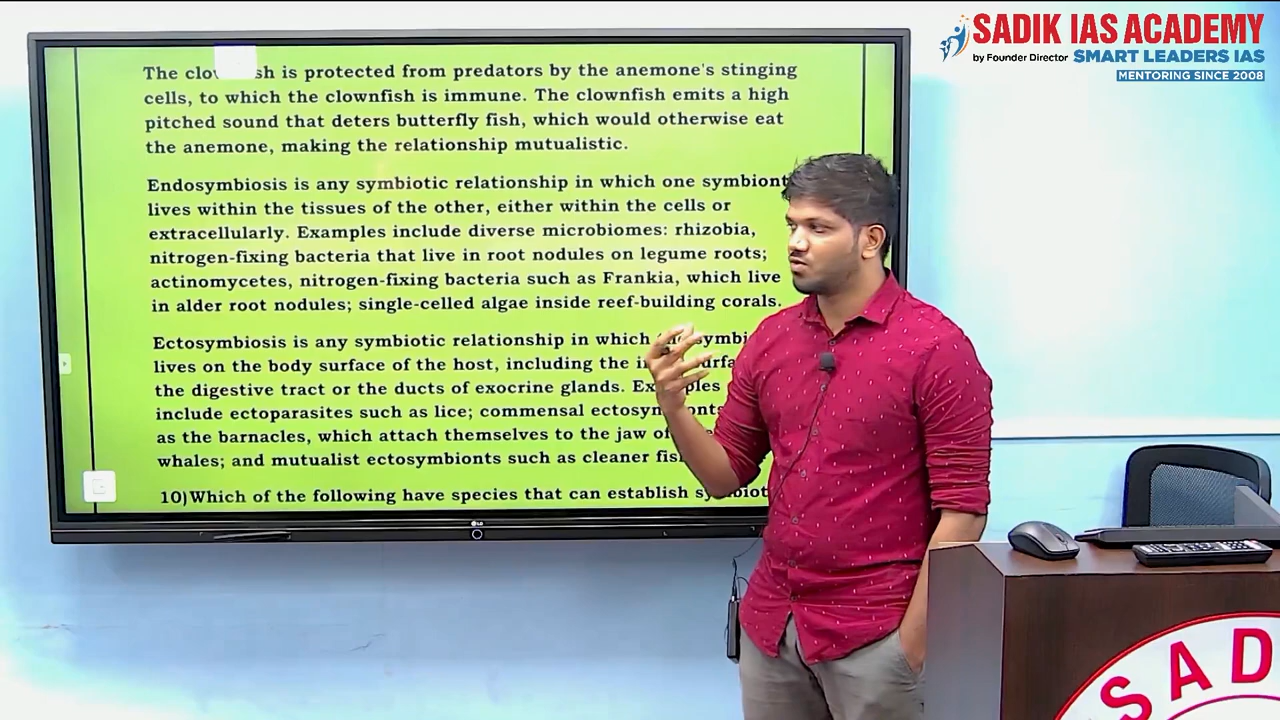 SADIK IAS ACADEMY
by Founder Director SMART LEADERS IAS
MENTORING SINCE 2008
The is protected from predators by the anemone's stinging
cells, to which the clownfish is immune. The clownfish emits a high
pitched sound that deters butterfly fish, which would otherwise eat
the anemone, making the relationship mutualistic.
Endosymbiosis is any symbiotic relationship in which one symbiont
lives within the tissues of the other, either within the cells or
extracellularly. Examples include diverse microbiomes: rhizobia,
nitrogen-fixing bacteria that live in root nodules on legume roots;
actinomycetes, nitrogen-fixing bacteria such as Frankia, which live
in alder root nodules; single-celled algae inside reef-building corals.
Ectosymbiosis is any symbiotic relationship in which
lives on the body surface of the host, including the
the digestive tract or the ducts of exocrine glands.
include ectoparasites such as lice; commensal
as the barnacles, which attach themselves to the jaw of
whales; and mutualist ectosymbionts such as cleaner
10)Which of the following have species that can establish
LG
SAD